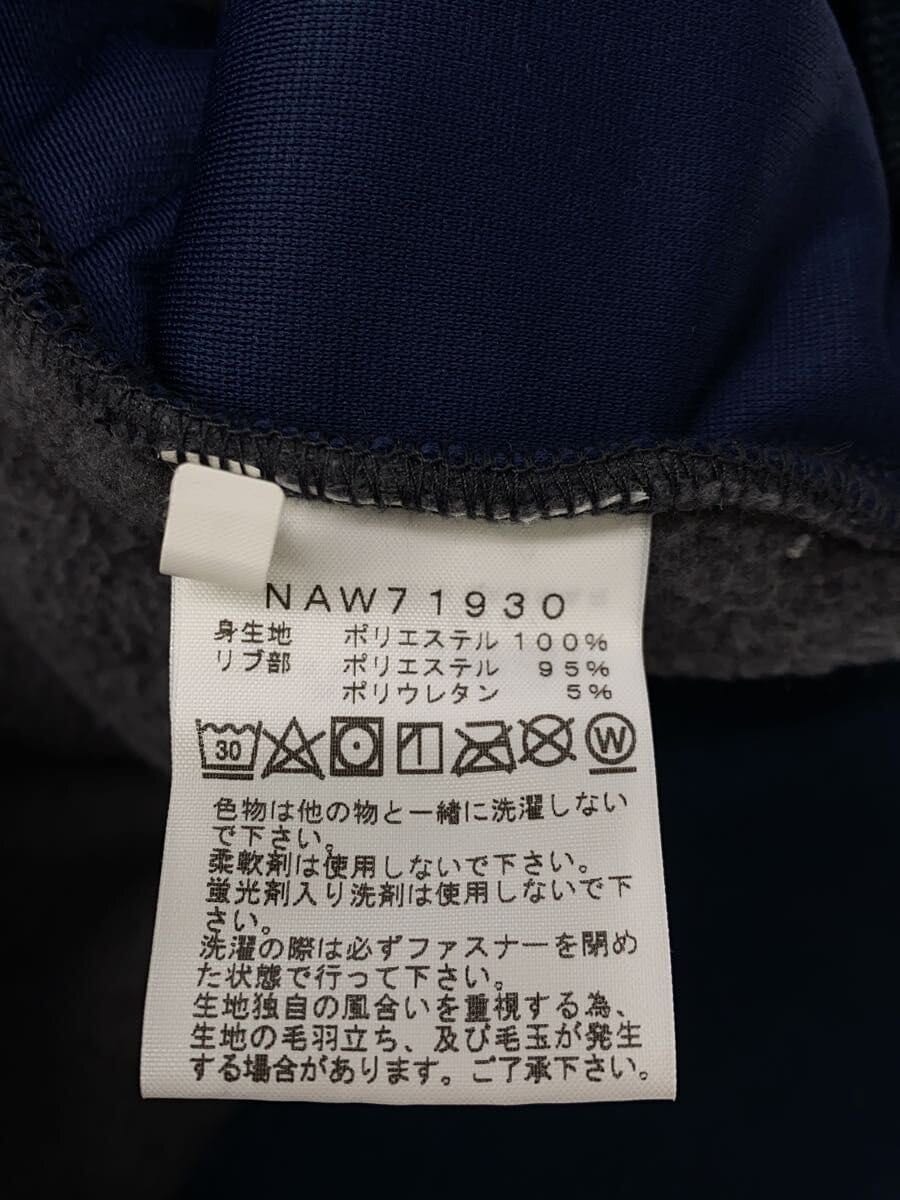 NAW71930
身生地 ポリエステル 100%
リブ部 ポリエステル 95%
ポリウレタン 5%
30 W
色物は他の物と一緒に洗濯しない
で下さい。
柔軟剤は使用しないで下さい。
蛍光剤入り洗剤は使用しないで下
さい。
洗濯の際は必ずファスナーを閉め
た状態で行って下さい。
生地独自の風合いを重視する為、
生地の毛羽立ち、及び毛玉が発生
する場合があります。ご了承下さい。